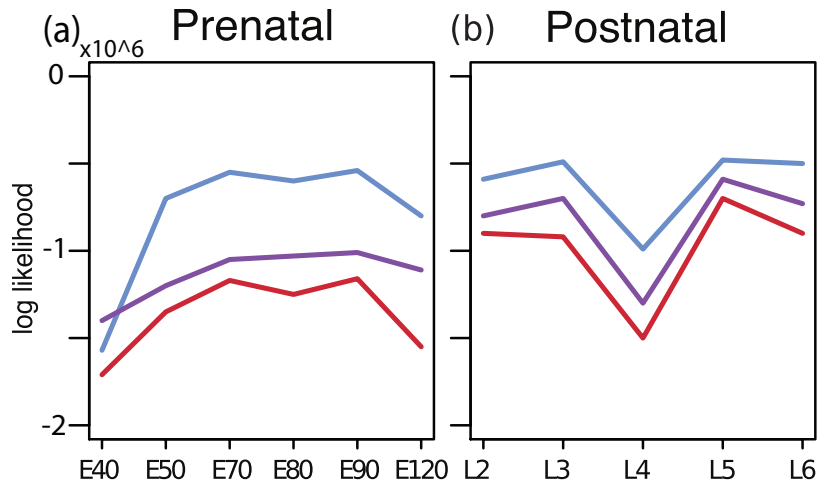 (a) Prenatal
x10^6
0
-1
-2
log likelihood
E40 E50 E70 E80 E90 E120
(b) Postnatal
L2 L3 L4 L5 L6